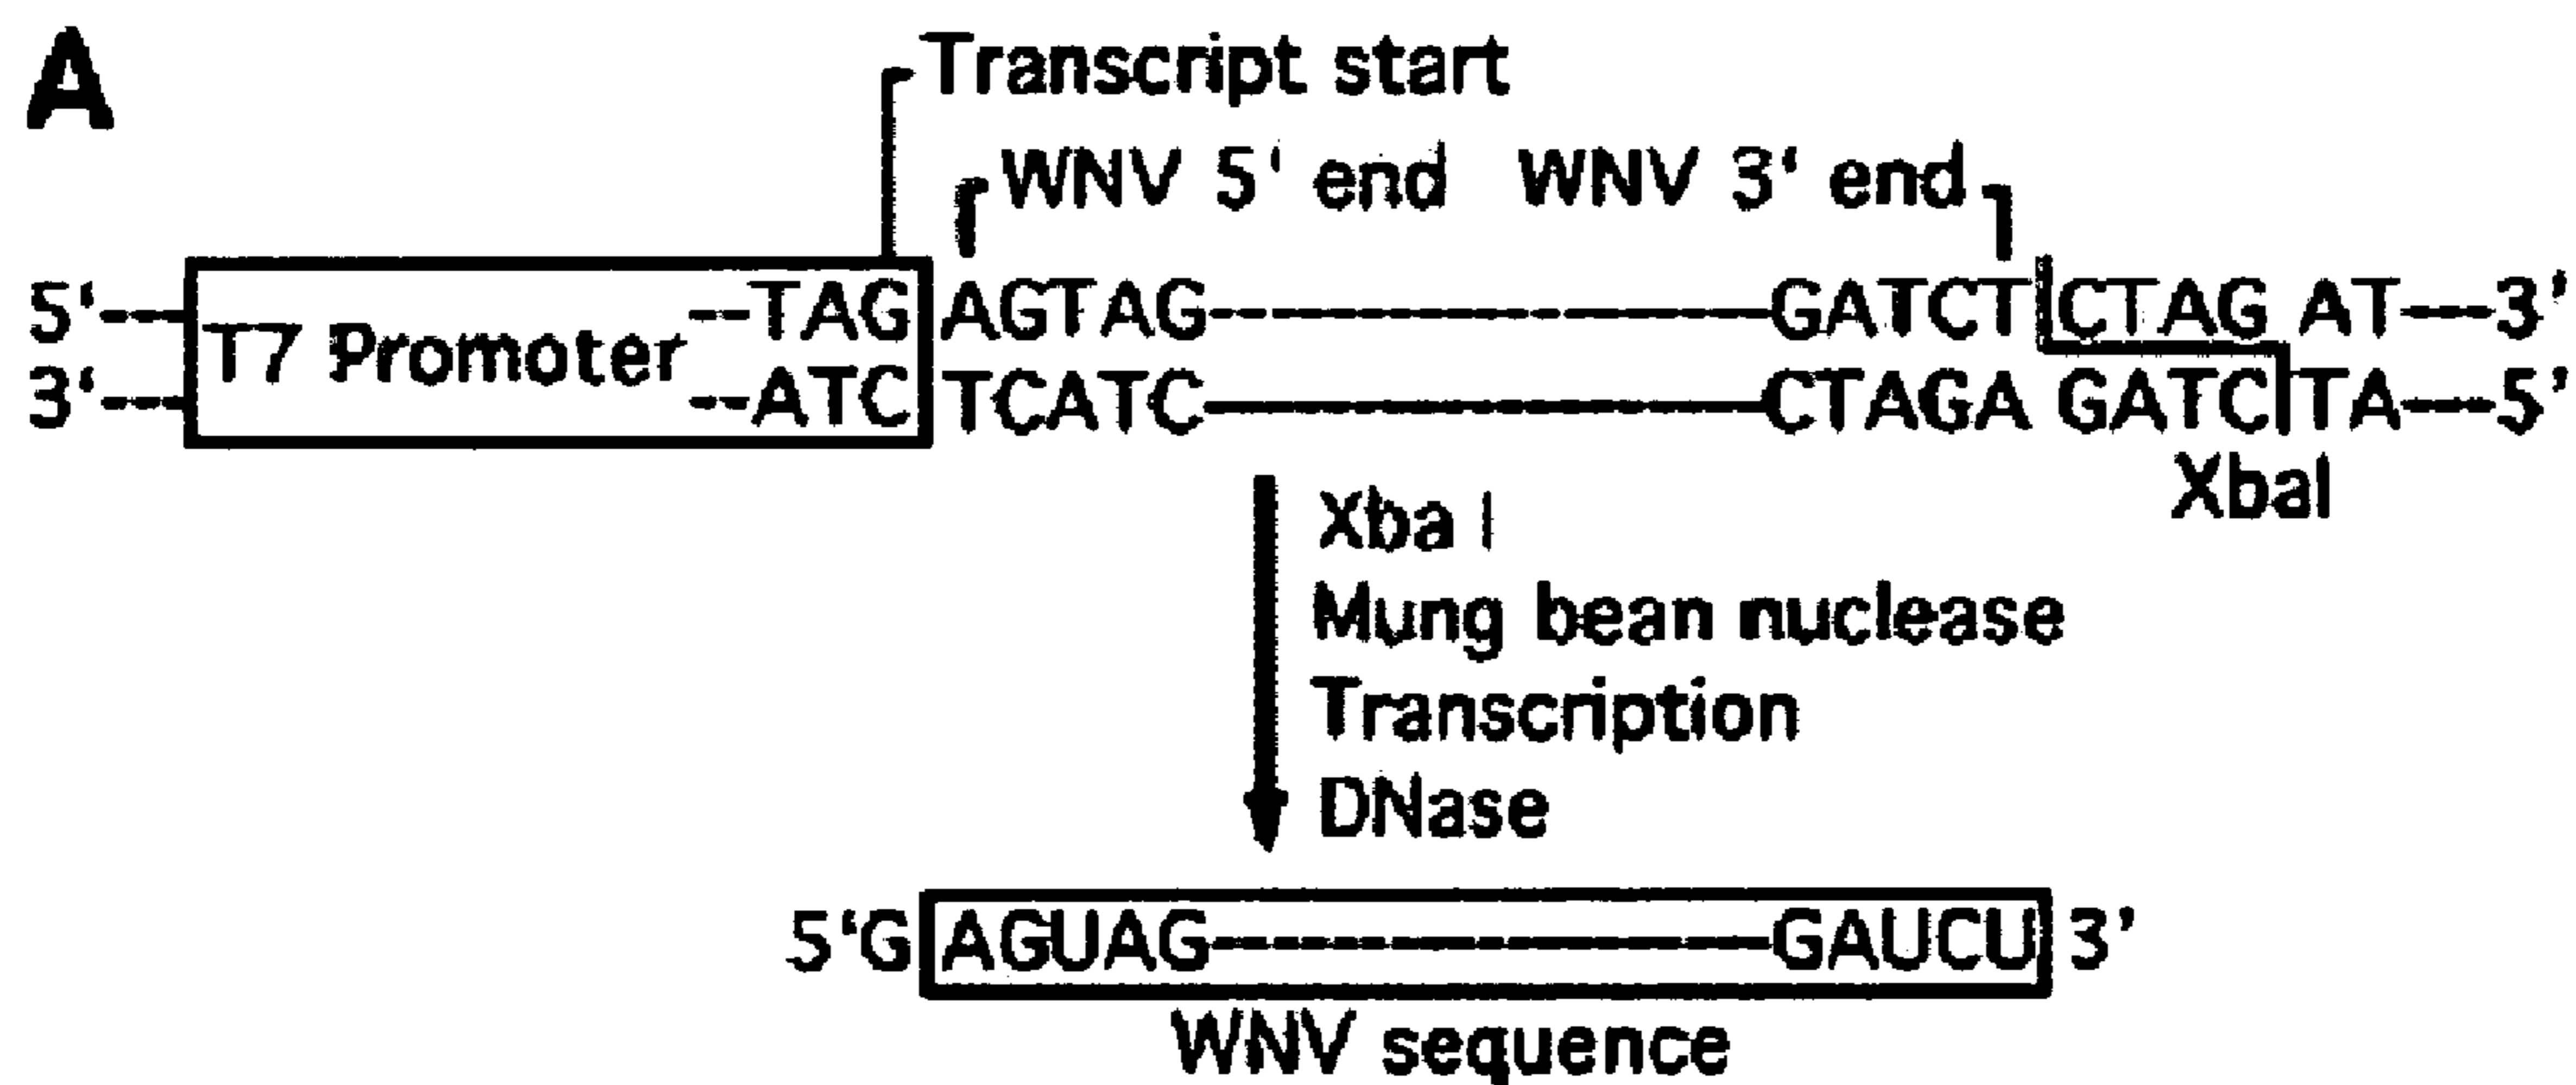 A
Transcript start
WNV 5' end WNV 3' end
5'---T7 Promoter--TAG AGTAG---------------GATCT CTAG AT---3'
3'---ATC TCATC---------------CTAGA GATC TA---5'
XbaI
Xba I
Mung bean nuclease
Transcription
DNase
5'G AGUAG---------------GAUCU 3'
WNV sequence